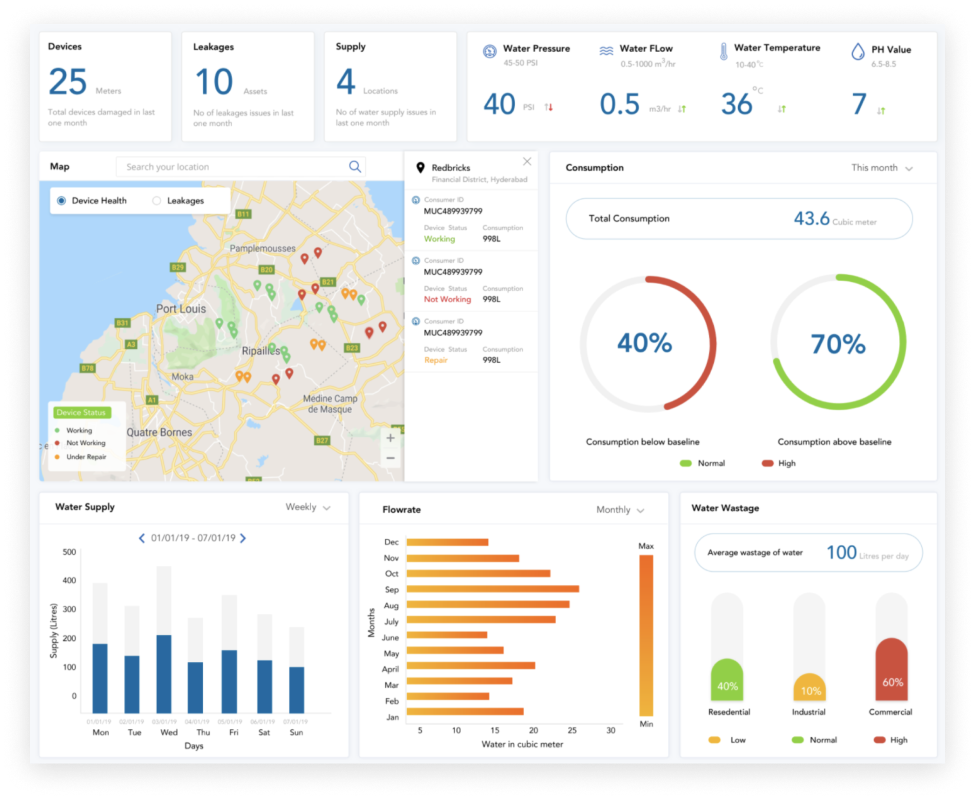 Devices
25 Meters
Total devices damaged in last
one month
Leakages
10 Assets
No of leakages issues in last
one month
Supply
4 Locations
No of water supply issues in
last one month
Water Pressure
45-50 PSI
40 PSI
Water FLow
0.5-1000 m3/hr
0.5 m3/hr
Water Temperature
10-40°c
36 °C
PH Value
6.5-8.5
7
Map
Search your location
Device Health
Leakages
B11
Pamplemousses
B29
B20
B21
Port Louis
B31
A2
Ripailles
B23
B78
Moka
A1
Medine Camp
de Masque
Quatre Bornes
B27
Device Status
Working
Not Working
Under Repair
+
−
Redbricks
Financial District, Hyderabad
Consumer ID
MUC489939799
Device Status Consumption
Working 998L
Consumer ID
MUC489939799
Device Status Consumption
Not Working 998L
Consumer ID
MUC489939799
Device Status Consumption
Repair 998L
Consumption
This month
Total Consumption
43.6 Cubic meter
40%
70%
Consumption below baseline
Consumption above baseline
Normal
High
Water Supply
Weekly
01/01/19 - 07/01/19
500
400
300
200
100
0
Supply (Litres)
01/01/19 02/01/19 03/01/19 04/01/19 05/01/19 06/01/19 07/01/19
Mon Tue Wed Thu Fri Sat Sun
Days
Flowrate
Monthly
Dec
Nov
Oct
Sep
Aug
July
June
May
April
Mar
Feb
Jan
Months
5 10 15 20 25 30
Water in cubic meter
Max
Min
Water Wastage
Average wastage of water
100 Litres per day
40%
10%
60%
Resedential
Industrial
Commercial
Low
Normal
High